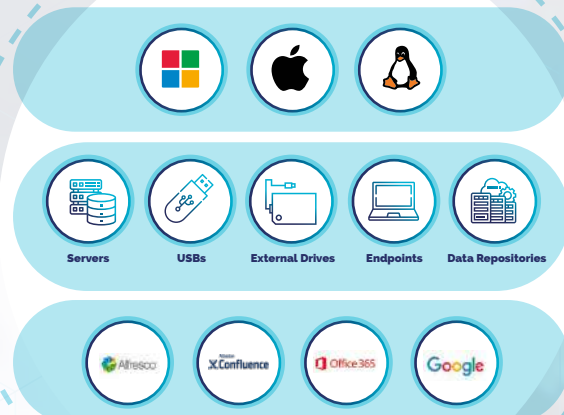 Servers
USBs
External Drives
Endpoints
Data Repositories
Alfresco
Confluence
Office 365
Google